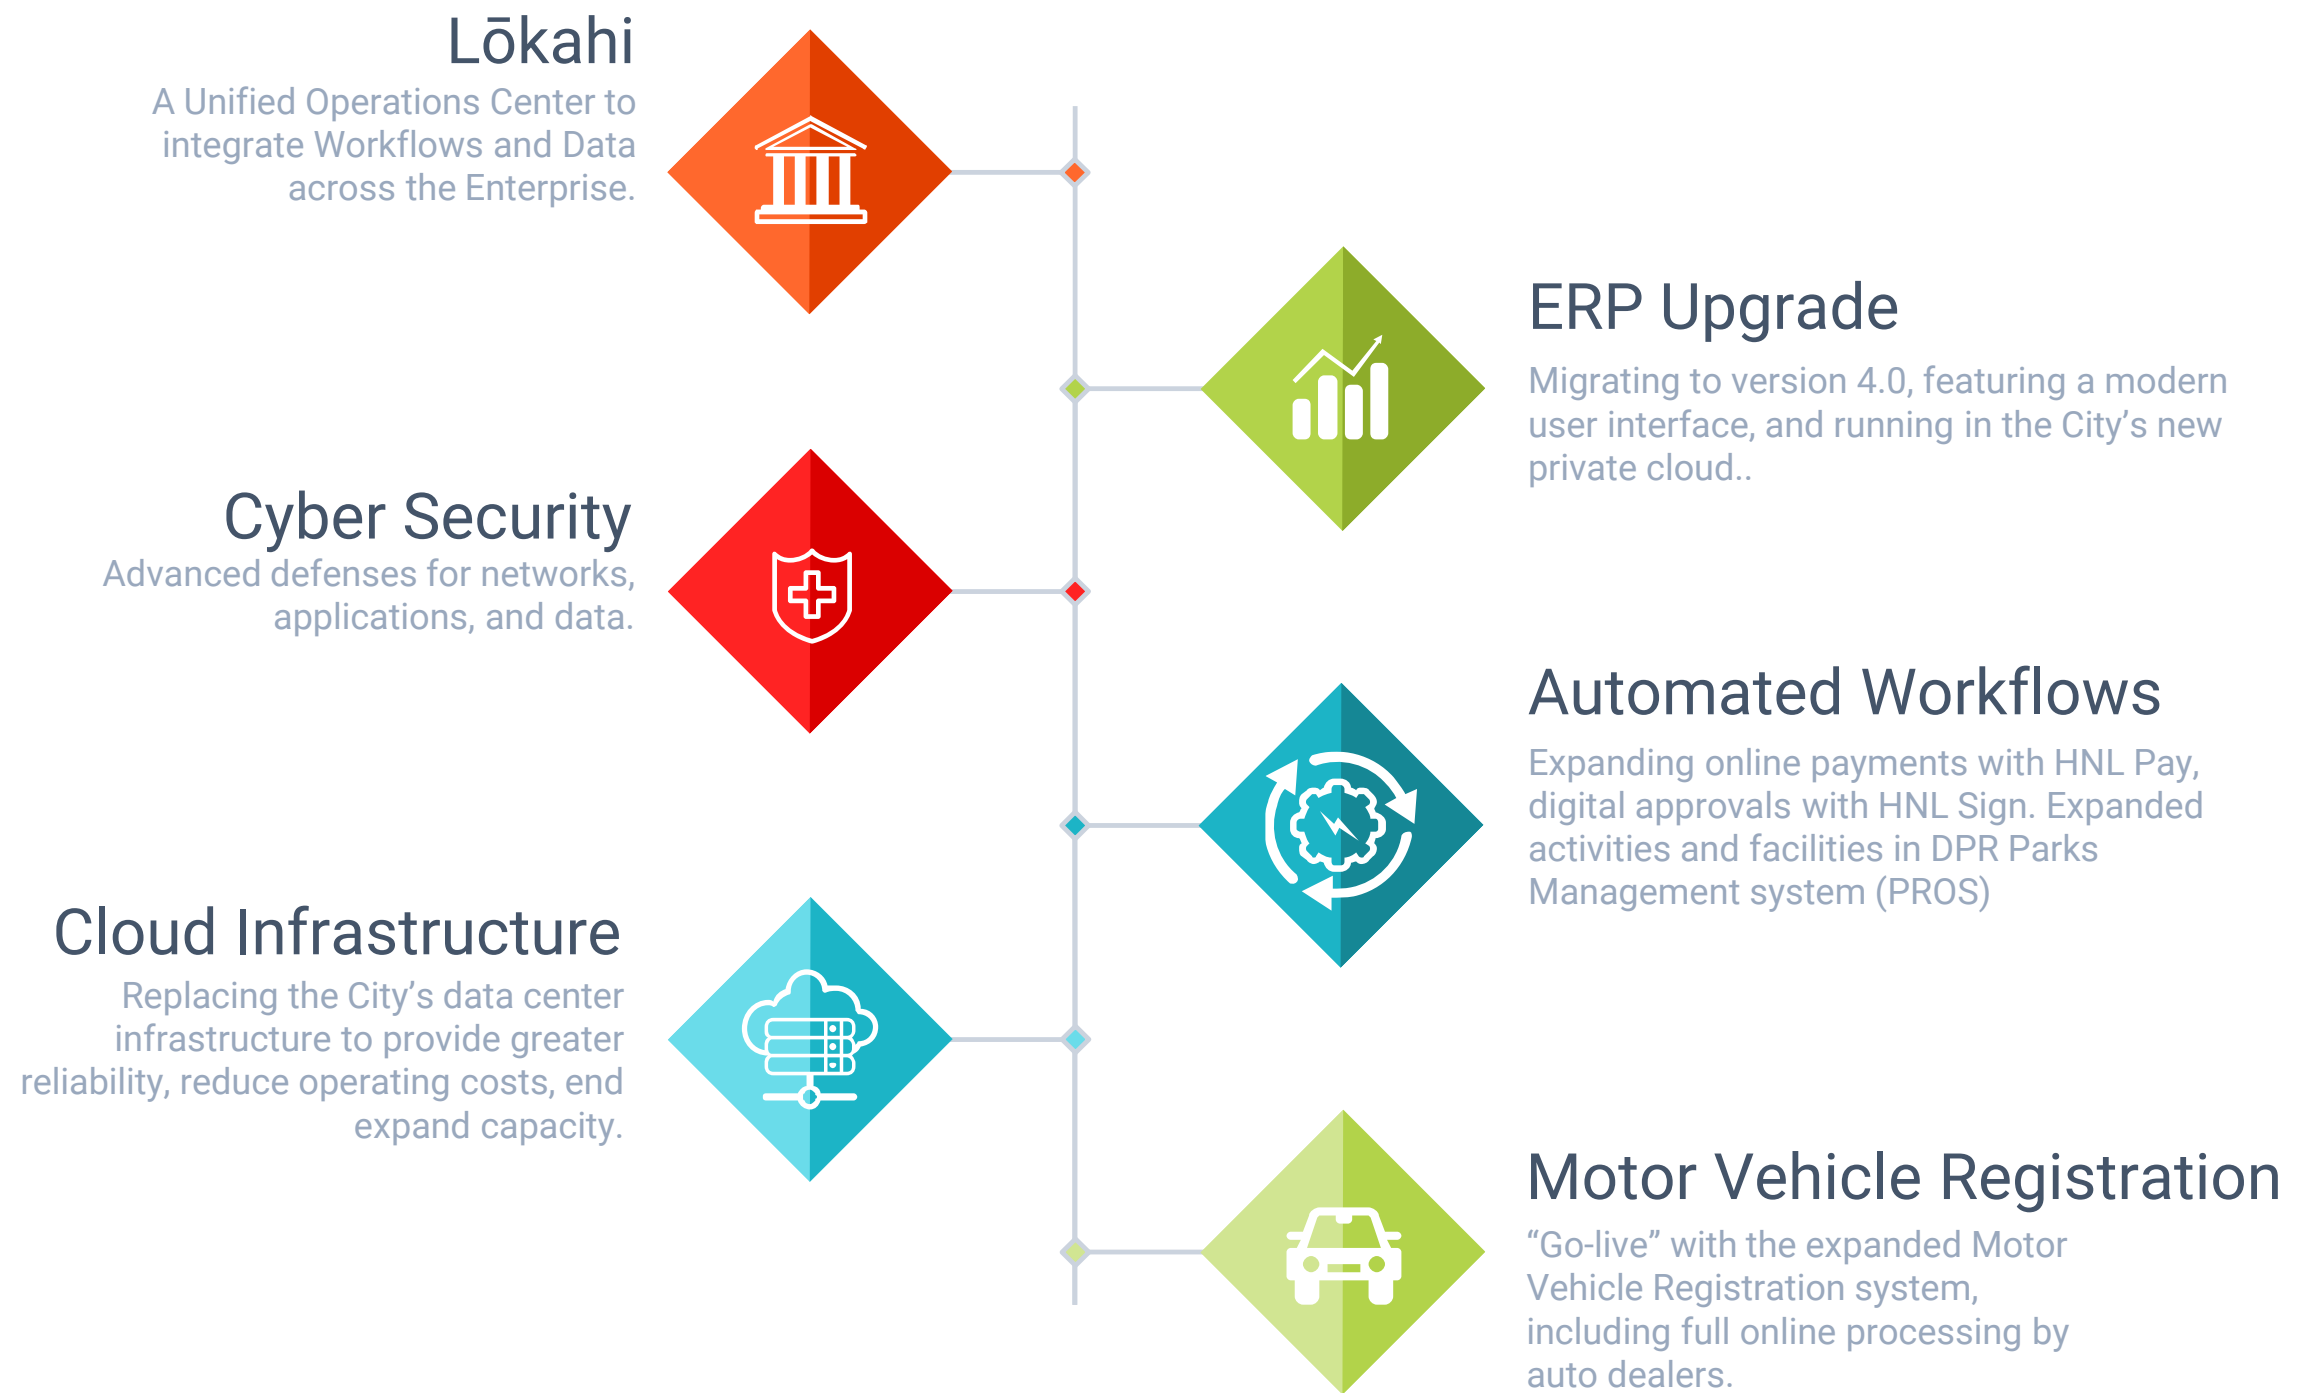 Lōkahi
A Unified Operations Center to
integrate Workflows and Data
across the Enterprise.
ERP Upgrade
Migrating to version 4.0, featuring a modern
user interface, and running in the City’s new
private cloud..
Cyber Security
Advanced defenses for networks,
applications, and data.
Automated Workflows
Expanding online payments with HNL Pay,
digital approvals with HNL Sign. Expanded
activities and facilities in DPR Parks
Management system (PROS)
Cloud Infrastructure
Replacing the City’s data center
infrastructure to provide greater
reliability, reduce operating costs, end
expand capacity.
Motor Vehicle Registration
“Go-live” with the expanded Motor
Vehicle Registration system,
including full online processing by
auto dealers.